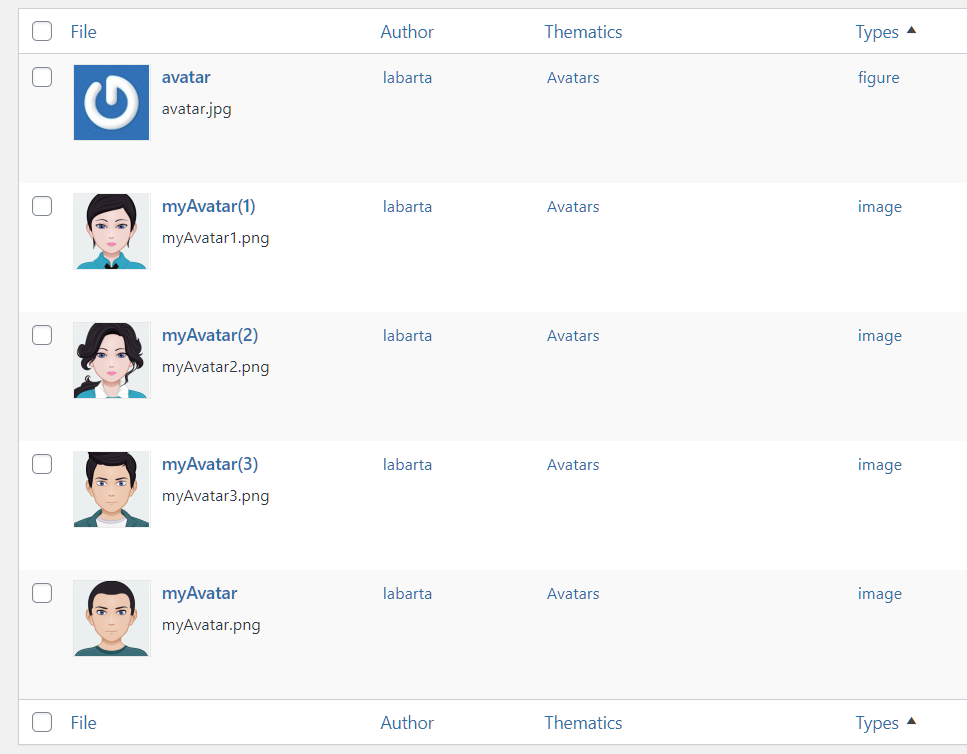 File Author Thematics Types
avatar labarta Avatars figure
avatar.jpg
myAvatar(1) labarta Avatars image
myAvatar1.png
myAvatar(2) labarta Avatars image
myAvatar2.png
myAvatar(3) labarta Avatars image
myAvatar3.png
myAvatar labarta Avatars image
myAvatar.png
File Author Thematics Types